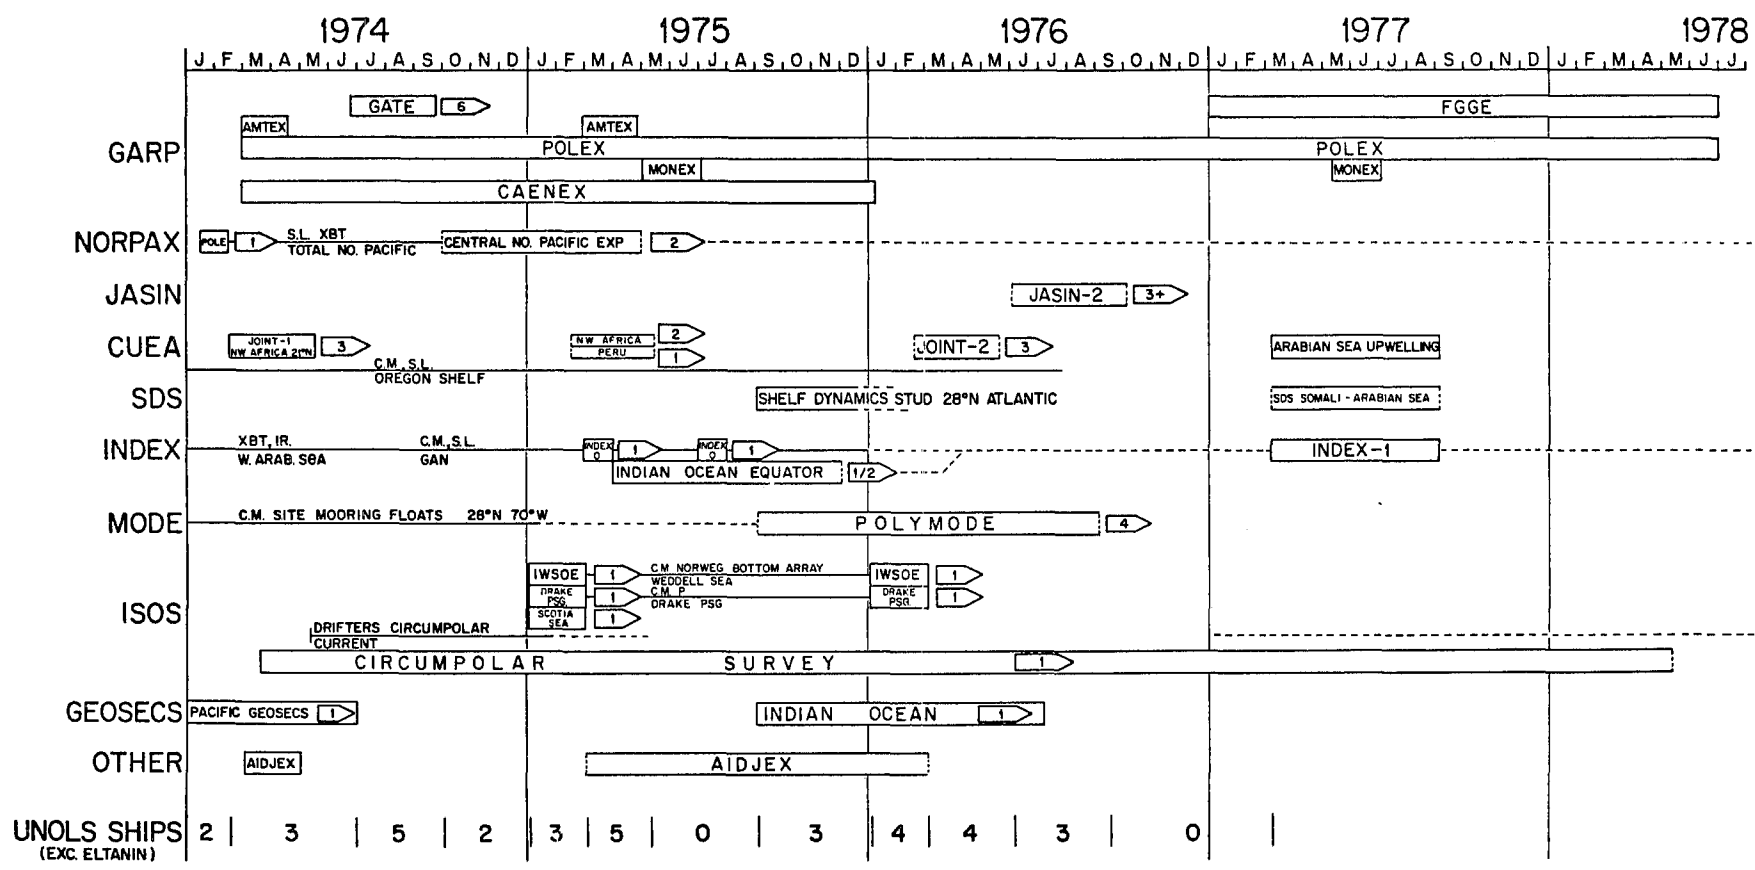 1974 1975 1976 1977 1978
J F M A M J J A S O N D J F M A M J J A S O N D J F M A M J J A S O N D J F M A M J J A S O N D J F M A M J J
GATE 6 FGGE
AMTEX AMTEX
GARP POLEX POLEX
MONEX MONEX
CAENEX
NORPAX POLE 1 S.L. XBT CENTRAL NO. PACIFIC EXP 2
TOTAL NO. PACIFIC
JASIN JASIN-2 3+
CUEA JOINT-1 3 NW AFRICA 2 JOINT-2 3 ARABIAN SEA UPWELLING
NW AFRICA 21°N PERU 1
C.M., S.L.
OREGON SHELF
SDS SHELF DYNAMICS STUD 28°N ATLANTIC SDS SOMALI - ARABIAN SEA
INDEX XBT, IR. C.M., S.L. INDEX 1 INDEX 1 INDEX-1
W. ARAB. SEA GAN O O
INDIAN OCEAN EQUATOR 1/2
MODE C.M. SITE MOORING FLOATS 28°N 70°W POLYMODE 4
IWSOE 1 C.M NORWEG BOTTOM ARRAY IWSOE 1
WEDDELL SEA
DRAKE 1 C.M. P DRAKE 1
PSG. DRAKE PSG PSG.
ISOS SCOTIA 1
SEA
DRIFTERS CIRCUMPOLAR
CURRENT
CIRCUMPOLAR SURVEY 1
GEOSECS PACIFIC GEOSECS 1 INDIAN OCEAN 1
OTHER AIDJEX AIDJEX
UNOLS SHIPS 2 3 5 2 3 5 0 3 4 4 3 0
(EXC. ELTANIN)